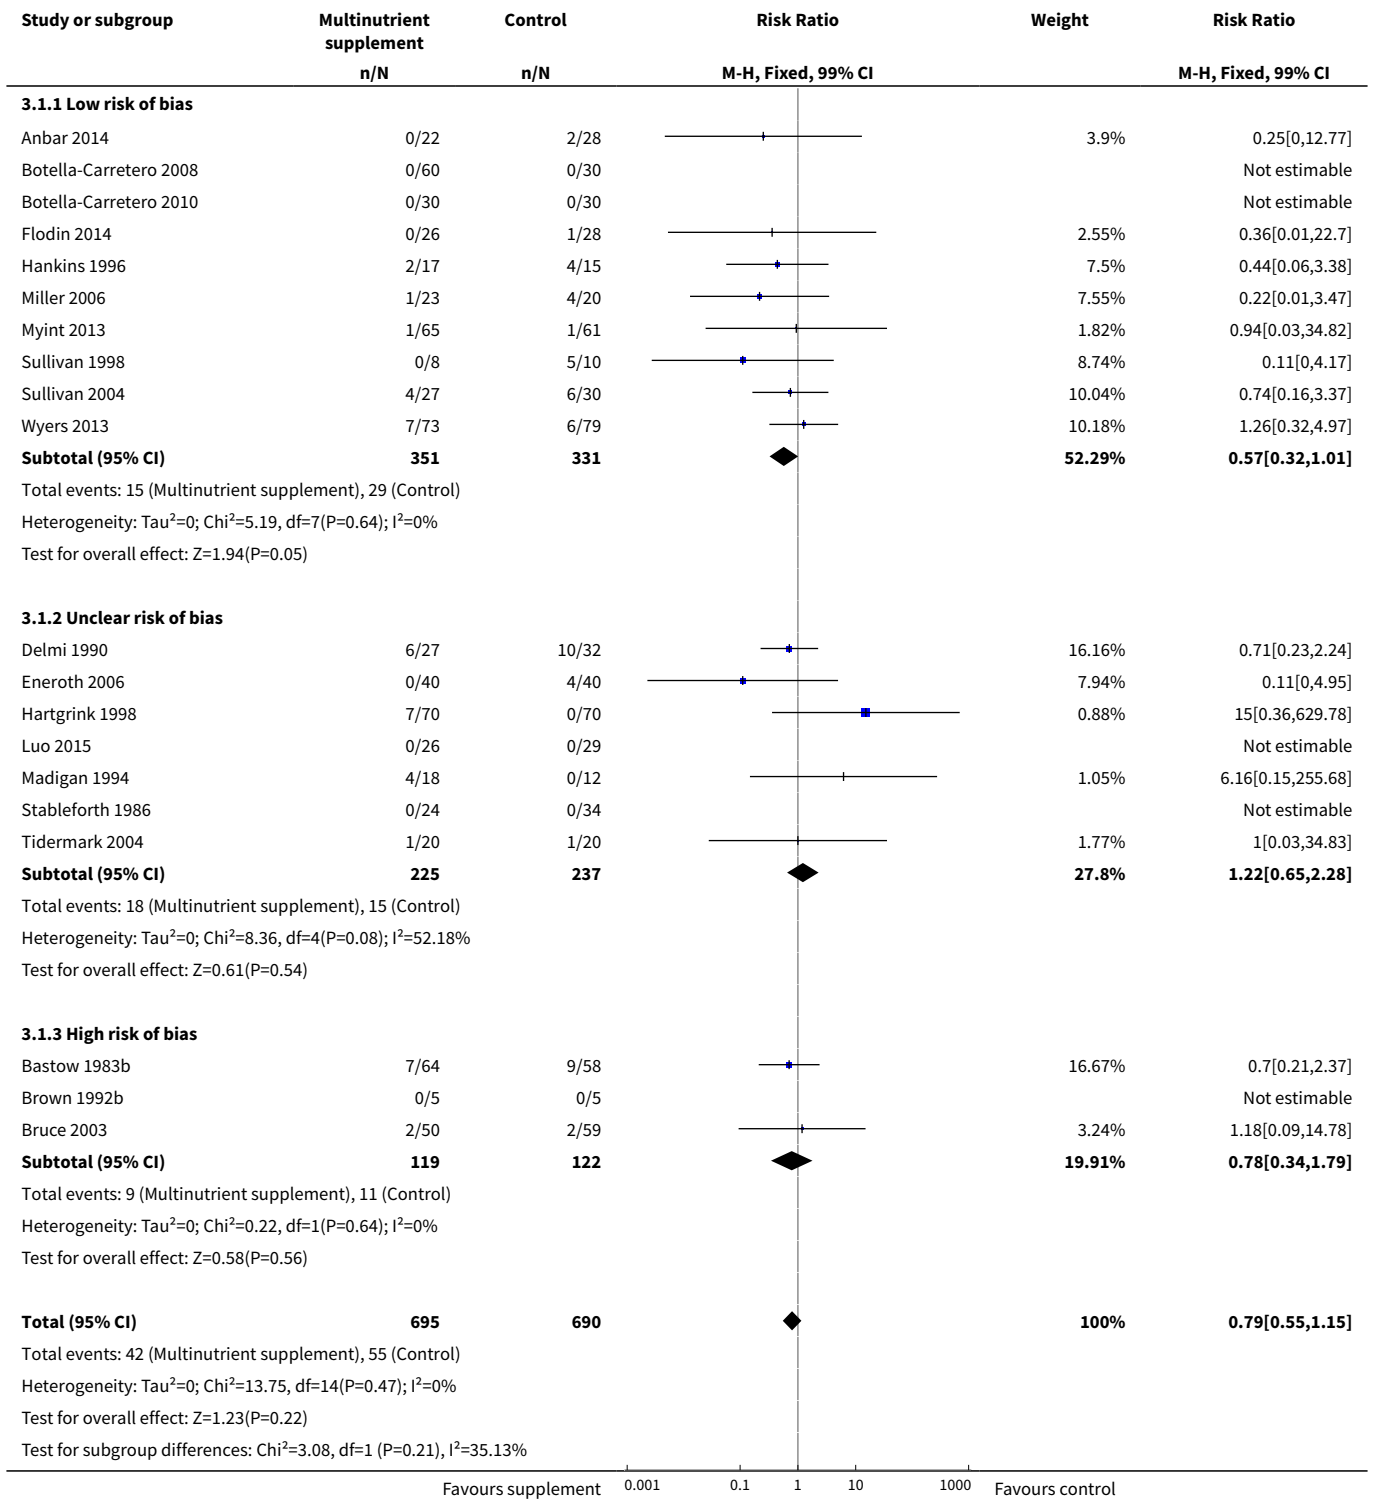 Study or subgroup Multinutrient supplement Control Risk Ratio Weight Risk Ratio
n/N n/N M-H, Fixed, 99% CI M-H, Fixed, 99% CI
3.1.1 Low risk of bias
Anbar 2014 0/22 2/28 3.9% 0.25[0,12.77]
Botella-Carretero 2008 0/60 0/30 Not estimable
Botella-Carretero 2010 0/30 0/30 Not estimable
Flodin 2014 0/26 1/28 2.55% 0.36[0.01,22.7]
Hankins 1996 2/17 4/15 7.5% 0.44[0.06,3.38]
Miller 2006 1/23 4/20 7.55% 0.22[0.01,3.47]
Myint 2013 1/65 1/61 1.82% 0.94[0.03,34.82]
Sullivan 1998 0/8 5/10 8.74% 0.11[0,4.17]
Sullivan 2004 4/27 6/30 10.04% 0.74[0.16,3.37]
Wyers 2013 7/73 6/79 10.18% 1.26[0.32,4.97]
Subtotal (95% CI) 351 331 52.29% 0.57[0.32,1.01]
Total events: 15 (Multinutrient supplement), 29 (Control)
Heterogeneity: Tau²=0; Chi²=5.19, df=7(P=0.64); I²=0%
Test for overall effect: Z=1.94(P=0.05)
3.1.2 Unclear risk of bias
Delmi 1990 6/27 10/32 16.16% 0.71[0.23,2.24]
Eneroth 2006 0/40 4/40 7.94% 0.11[0,4.95]
Hartgrink 1998 7/70 0/70 0.88% 15[0.36,629.78]
Luo 2015 0/26 0/29 Not estimable
Madigan 1994 4/18 0/12 1.05% 6.16[0.15,255.68]
Stableforth 1986 0/24 0/34 Not estimable
Tidermark 2004 1/20 1/20 1.77% 1[0.03,34.83]
Subtotal (95% CI) 225 237 27.8% 1.22[0.65,2.28]
Total events: 18 (Multinutrient supplement), 15 (Control)
Heterogeneity: Tau²=0; Chi²=8.36, df=4(P=0.08); I²=52.18%
Test for overall effect: Z=0.61(P=0.54)
3.1.3 High risk of bias
Bastow 1983b 7/64 9/58 16.67% 0.7[0.21,2.37]
Brown 1992b 0/5 0/5 Not estimable
Bruce 2003 2/50 2/59 3.24% 1.18[0.09,14.78]
Subtotal (95% CI) 119 122 19.91% 0.78[0.34,1.79]
Total events: 9 (Multinutrient supplement), 11 (Control)
Heterogeneity: Tau²=0; Chi²=0.22, df=1(P=0.64); I²=0%
Test for overall effect: Z=0.58(P=0.56)
Total (95% CI) 695 690 100% 0.79[0.55,1.15]
Total events: 42 (Multinutrient supplement), 55 (Control)
Heterogeneity: Tau²=0; Chi²=13.75, df=14(P=0.47); I²=0%
Test for overall effect: Z=1.23(P=0.22)
Test for subgroup differences: Chi²=3.08, df=1 (P=0.21), I²=35.13%
Favours supplement 0.001 0.1 1 10 1000 Favours control